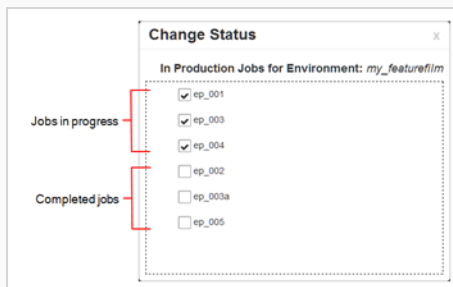 Change Status x
In Production Jobs for Environment: my_featurefilm
ep_001
Jobs in progress
ep_003
ep_004
ep_002
Completed jobs
ep_003a
ep_005